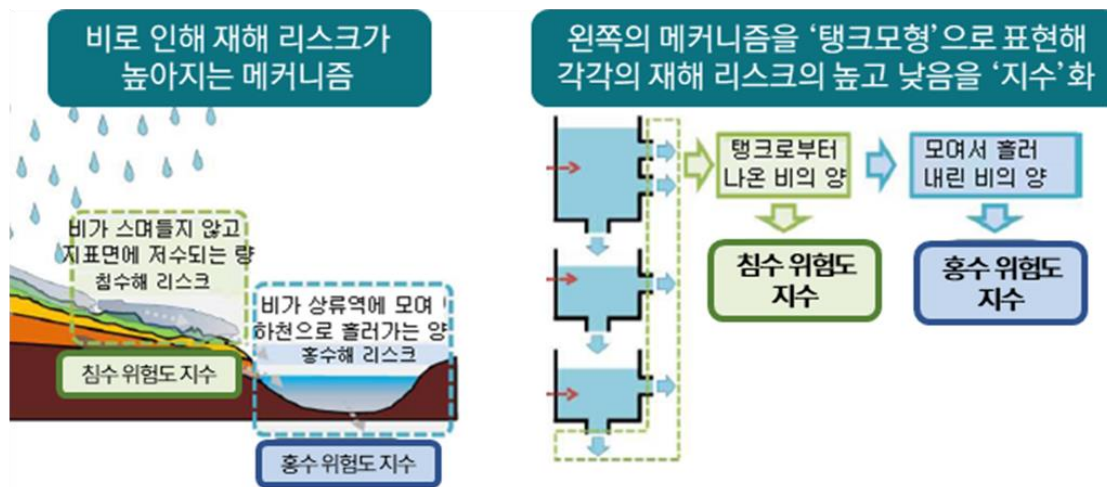 비로 인해 재해 리스크가
높아지는 메커니즘
비가 스며들지 않고
지표면에 저수되는 량
침수해 리스크
침수 위험도 지수
비가 상류역에 모여
하천으로 흘러가는 양
홍수해 리스크
홍수 위험도 지수
왼쪽의 메커니즘을 ‘탱크모형’으로 표현해
각각의 재해 리스크의 높고 낮음을 ‘지수’화
탱크로부터
나온 비의 양
모여서 흘러
내린 비의 양
침수 위험도
지수
홍수 위험도
지수